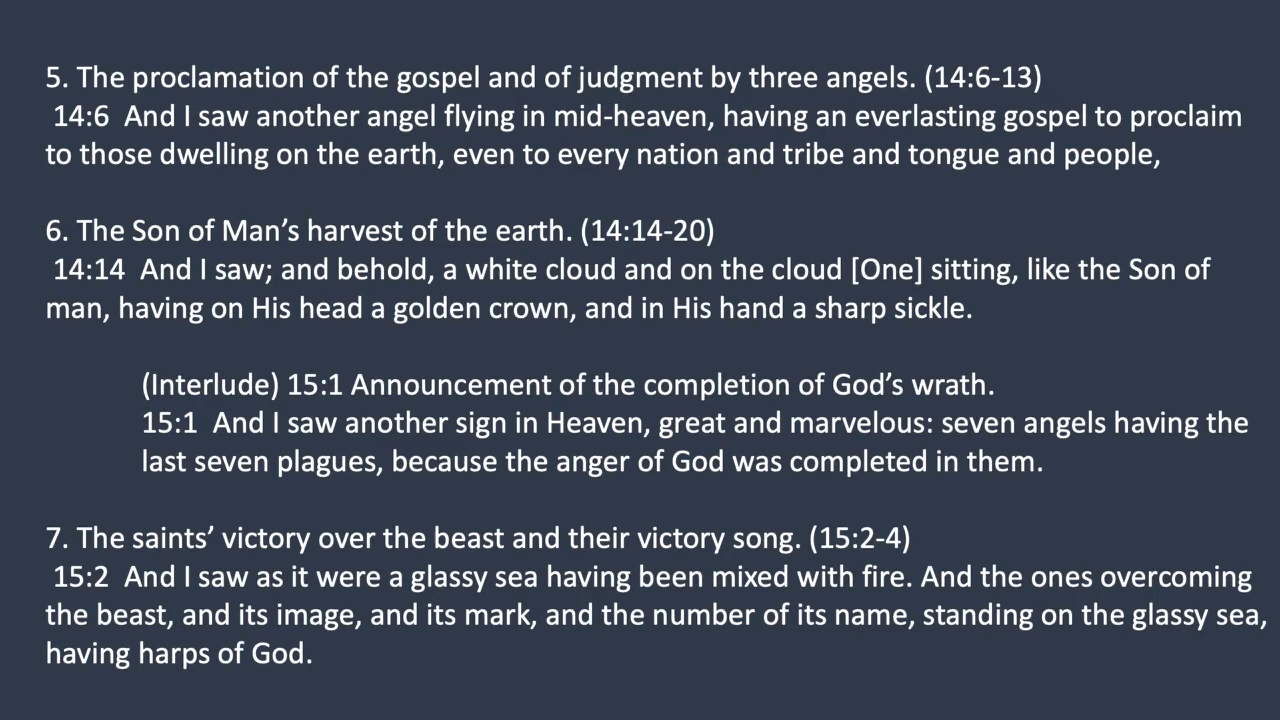 5. The proclamation of the gospel and of judgment by three angels. (14:6-13)
14:6  And I saw another angel flying in mid-heaven, having an everlasting gospel to proclaim
to those dwelling on the earth, even to every nation and tribe and tongue and people,
6. The Son of Man’s harvest of the earth. (14:14-20)
14:14  And I saw; and behold, a white cloud and on the cloud [One] sitting, like the Son of
man, having on His head a golden crown, and in His hand a sharp sickle.
(Interlude) 15:1 Announcement of the completion of God’s wrath.
15:1  And I saw another sign in Heaven, great and marvelous: seven angels having the
last seven plagues, because the anger of God was completed in them.
7. The saints’ victory over the beast and their victory song. (15:2-4)
15:2  And I saw as it were a glassy sea having been mixed with fire. And the ones overcoming
the beast, and its image, and its mark, and the number of its name, standing on the glassy sea,
having harps of God.